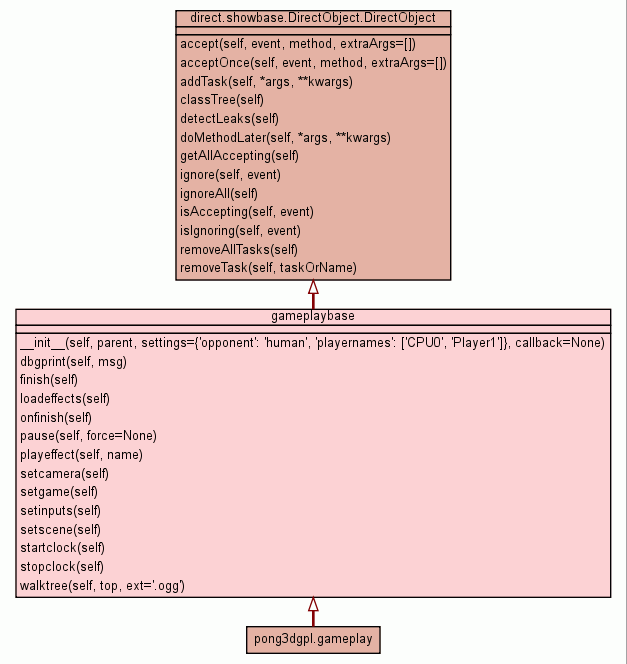 direct.showbase.DirectObject.DirectObject
accept(self, event, method, extraArgs=[])
acceptOnce(self, event, method, extraArgs=[])
addTask(self, *args, **kwargs)
classTree(self)
detectLeaks(self)
doMethodLater(self, *args, **kwargs)
getAllAccepting(self)
ignore(self, event)
ignoreAll(self)
isAccepting(self, event)
isIgnoring(self, event)
removeAllTasks(self)
removeTask(self, taskOrName)
gameplaybase
__init__(self, parent, settings={'opponent': 'human', 'playernames': ['CPU0', 'Player1']}, callback=None)
dbgprint(self, msg)
finish(self)
loadeffects(self)
onfinish(self)
pause(self, force=None)
playeffect(self, name)
setcamera(self)
setgame(self)
setinputs(self)
setscene(self)
startclock(self)
stopclock(self)
walktree(self, top, ext='.ogg')
pong3dgpl.gameplay